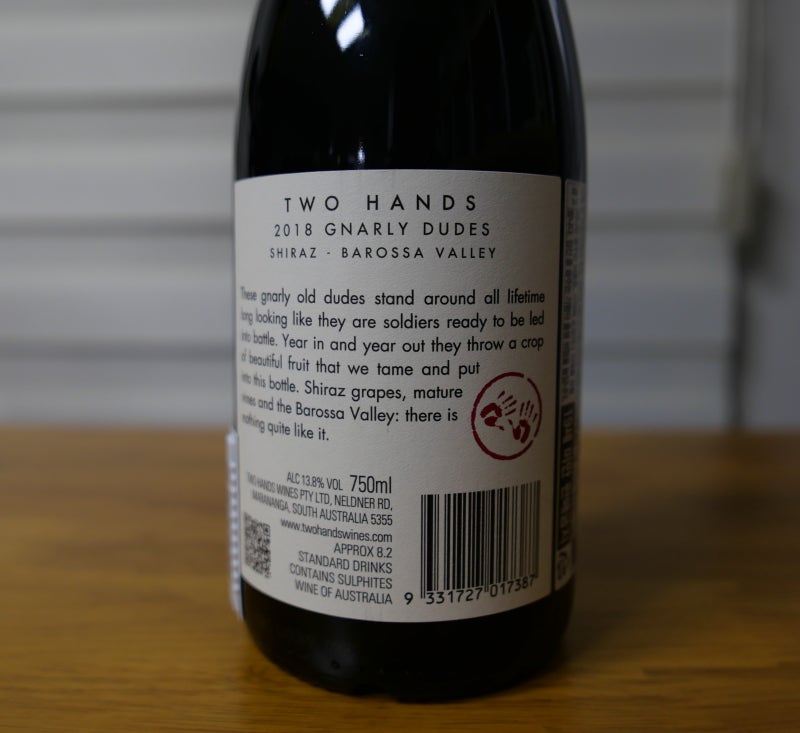 TWO HANDS
2018 GNARLY DUDES
SHIRAZ - BAROSSA VALLEY
These gnarly old dudes stand around all lifetime
long looking like they are soldiers ready to be led
into battle. Year in and year out they throw a crop
of beautiful fruit that we tame and put
into this bottle. Shiraz grapes, mature
vines and the Barossa Valley: there is
nothing quite like it.
ALC 13.8% VOL 750ml
TWO HANDS WINES PTY LTD, NELDNER RD,
MARANANGA, SOUTH AUSTRALIA 5355
www.twohandswines.com
APPROX 8.2
STANDARD DRINKS
CONTAINS SULPHITES
WINE OF AUSTRALIA
9 331727 017387